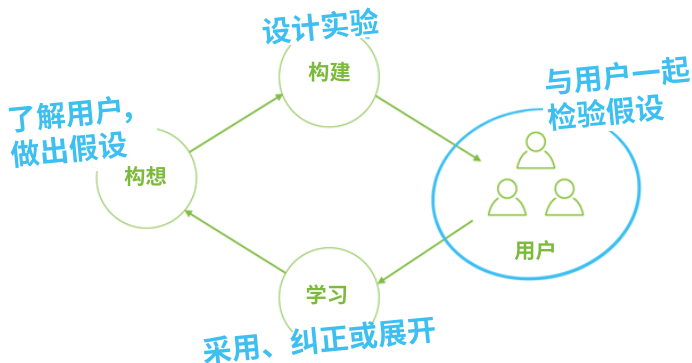 设计实验
构建
与用户一起
检验假设
了解用户，
做出假设
构想
用户
学习
采用、纠正或展开